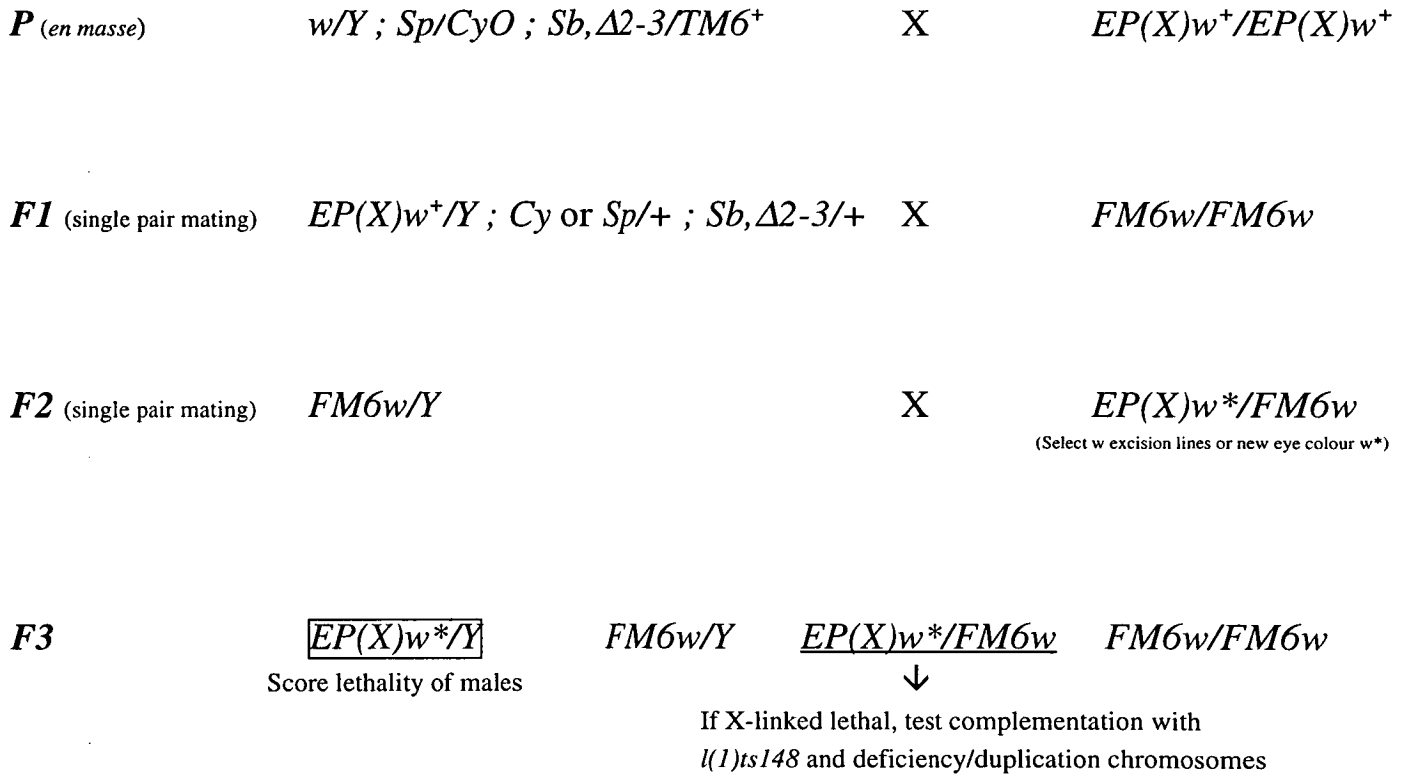 P (en masse) w/Y ; Sp/CyO ; Sb,Δ2-3/TM6⁺ X EP(X)w⁺/EP(X)w⁺
F1 (single pair mating) EP(X)w⁺/Y ; Cy or Sp/+ ; Sb,Δ2-3/+ X FM6w/FM6w
F2 (single pair mating) FM6w/Y X EP(X)w*/FM6w
(Select w excision lines or new eye colour w*)
F3 EP(X)w*/Y FM6w/Y EP(X)w*/FM6w FM6w/FM6w
Score lethality of males
↓
If X-linked lethal, test complementation with
l(1)ts148 and deficiency/duplication chromosomes